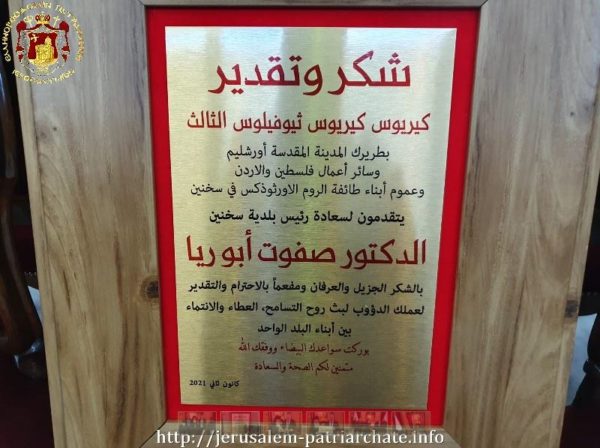 شكر وتقدير
كيريوس كيريوس ثيوفيلوس الثالث
بطريرك المدينة المقدسة أورشليم
وسائر أعمال فلسطين والاردن
وعموم أبناء طائفة الروم الاورثوذكس في سخنين
يتقدمون لسعادة رئيس بلدية سخنين
الدكتور صفوت أبو ريا
بالشكر الجزيل والعرفان ومفعماً بالاحترام والتقدير
لعملك الدؤوب لبث روح التسامح، العطاء والانتماء
بين أبناء البلد الواحد
بوركت سواعدك البيضاء ووفقك الله
متمنين لكم الصحة والسعادة
كانون ثاني 2021
http://jerusalem-patriarchate.info